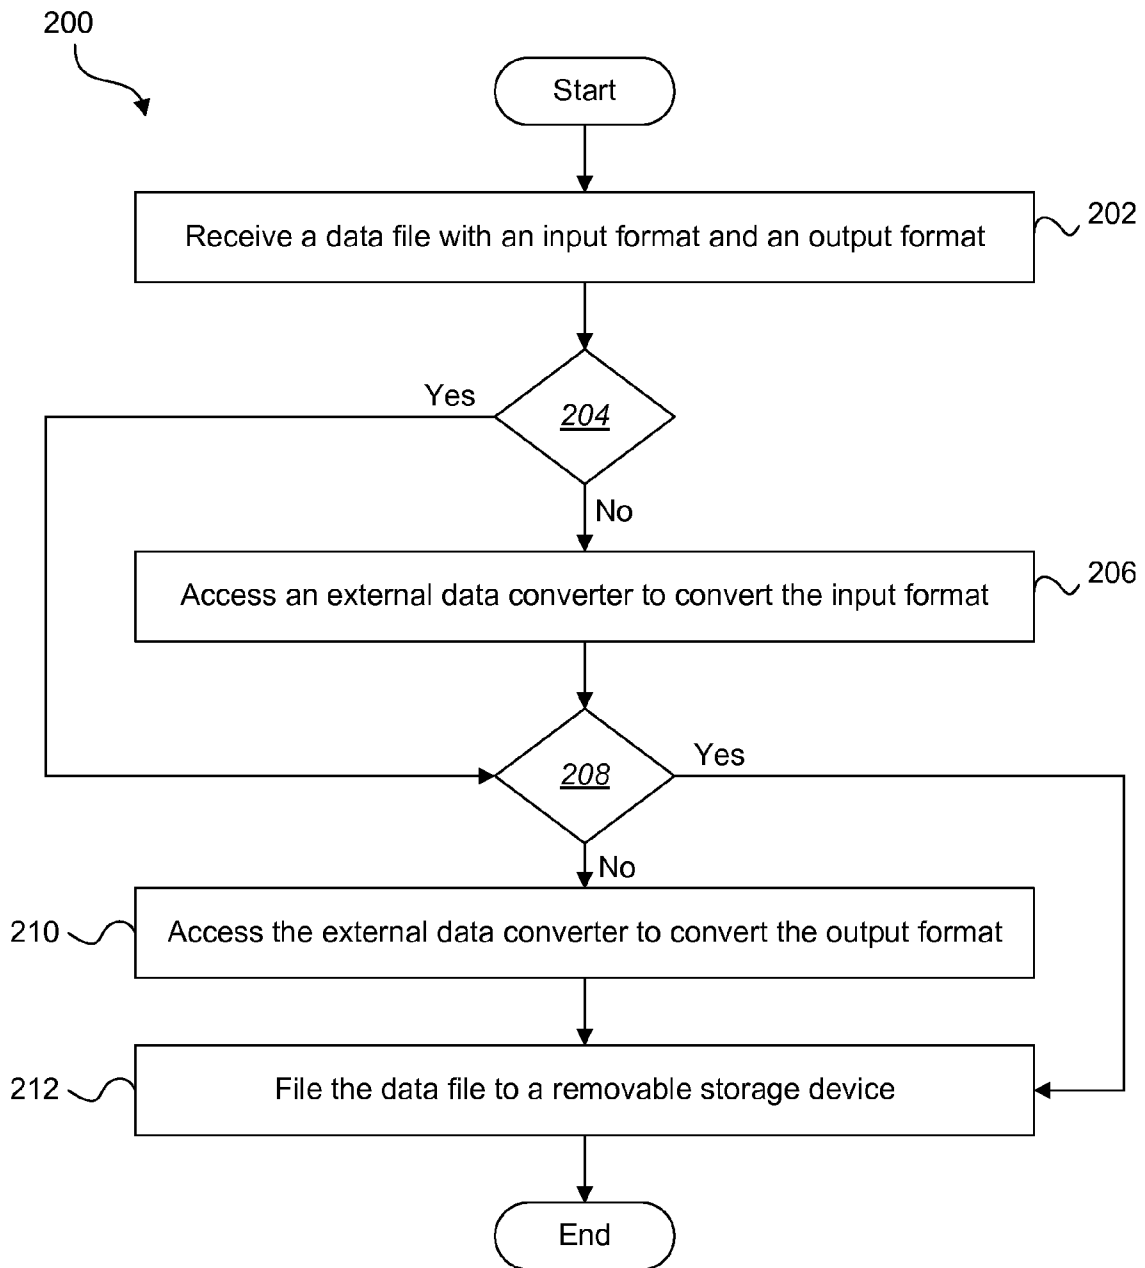 200
Start
Receive a data file with an input format and an output format
202
Yes
204
No
Access an external data converter to convert the input format
206
208
Yes
No
210
Access the external data converter to convert the output format
212
File the data file to a removable storage device
End